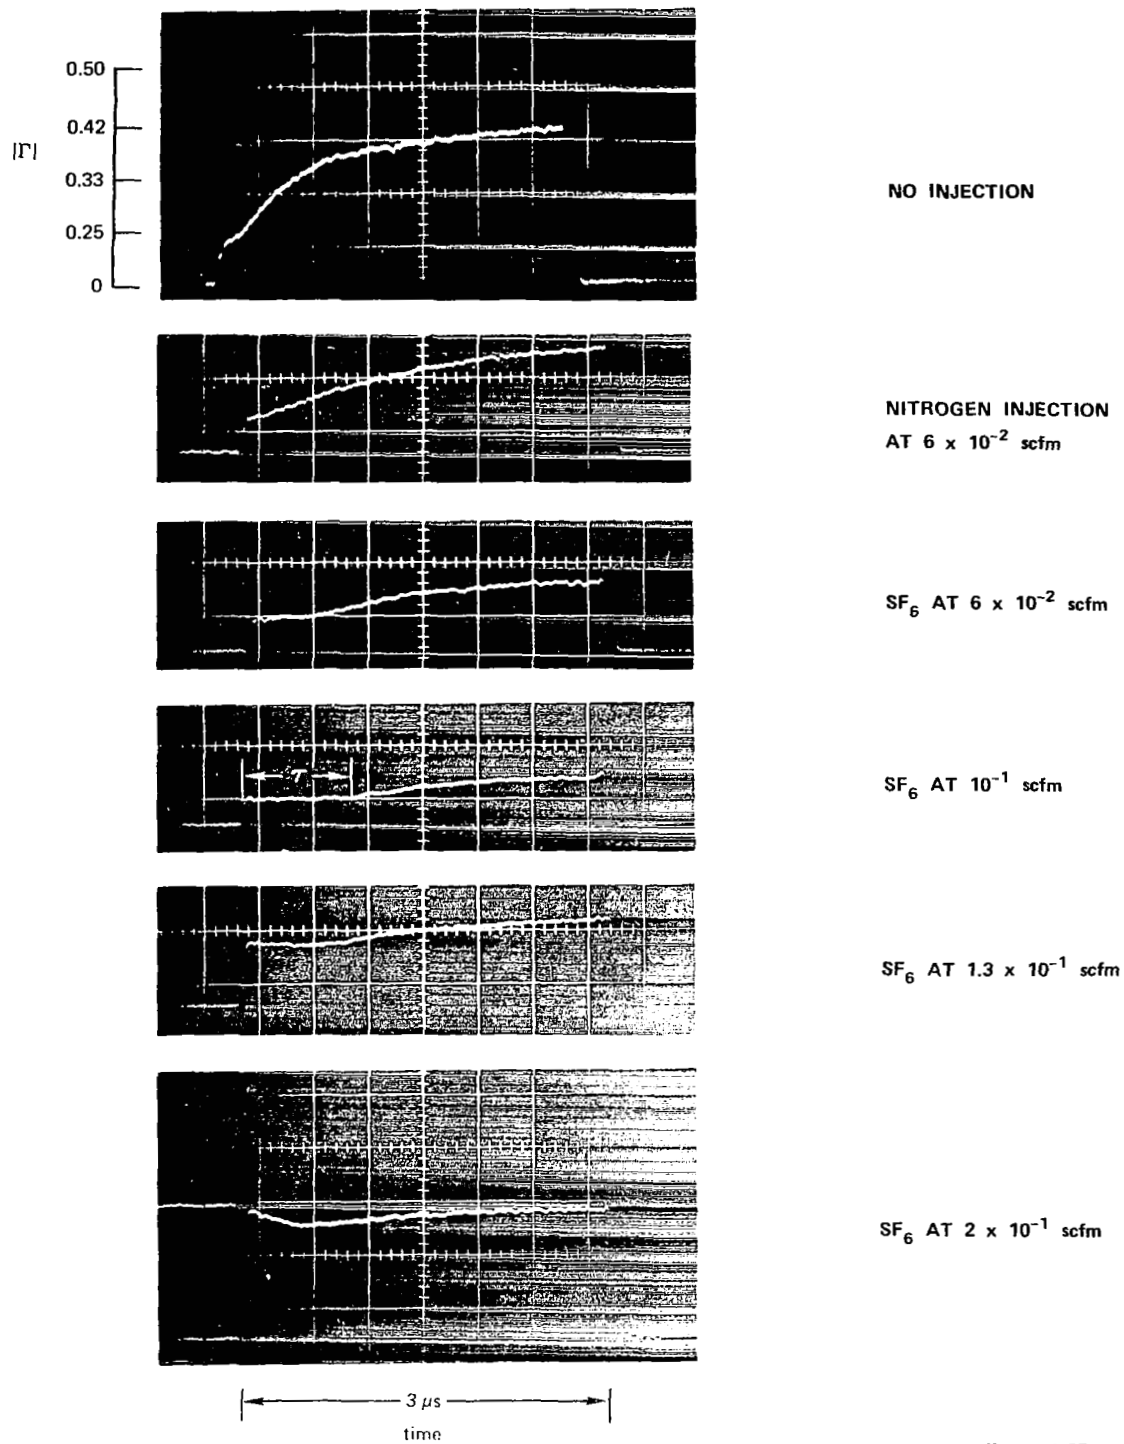 0.50
0.42
|Γ|
0.33
0.25
0
NO INJECTION
NITROGEN INJECTION
AT 6 x 10⁻² scfm
SF₆ AT 6 x 10⁻² scfm
τ
SF₆ AT 10⁻¹ scfm
SF₆ AT 1.3 x 10⁻¹ scfm
SF₆ AT 2 x 10⁻¹ scfm
3 μs
time